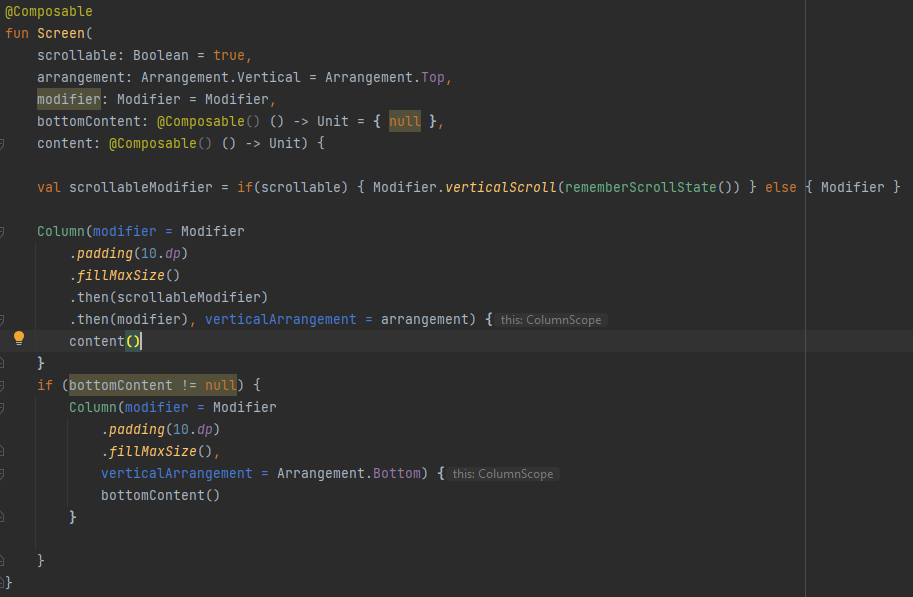 @Composable
fun Screen(
    scrollable: Boolean = true,
    arrangement: Arrangement.Vertical = Arrangement.Top,
    modifier: Modifier = Modifier,
    bottomContent: @Composable() () -> Unit = { null },
    content: @Composable() () -> Unit) {
    val scrollableModifier = if(scrollable) { Modifier.verticalScroll(rememberScrollState()) } else { Modifier }
    Column(modifier = Modifier
        .padding(10.dp)
        .fillMaxSize()
        .then(scrollableModifier)
        .then(modifier), verticalArrangement = arrangement) { this: ColumnScope
        content()
    }
    if (bottomContent != null) {
        Column(modifier = Modifier
            .padding(10.dp)
            .fillMaxSize(),
            verticalArrangement = Arrangement.Bottom) { this: ColumnScope
            bottomContent()
        }
    }
}